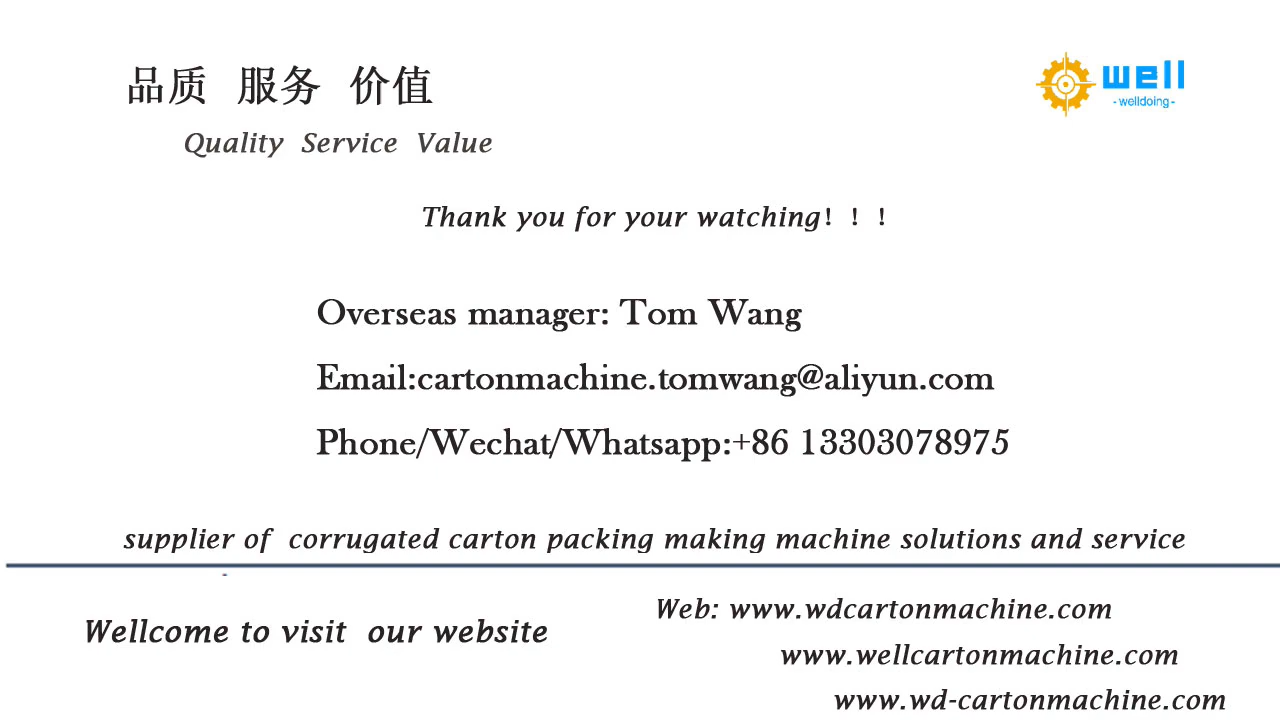 品质 服务 价值
well
-welldoing-
Quality Service Value
Thank you for your watching！！！
Overseas manager: Tom Wang
Email:cartonmachine.tomwang@aliyun.com
Phone/Wechat/Whatsapp:+86 13303078975
supplier of corrugated carton packing making machine solutions and service
Wellcome to visit our website
Web: www.wdcartonmachine.com
www.wellcartonmachine.com
www.wd-cartonmachine.com